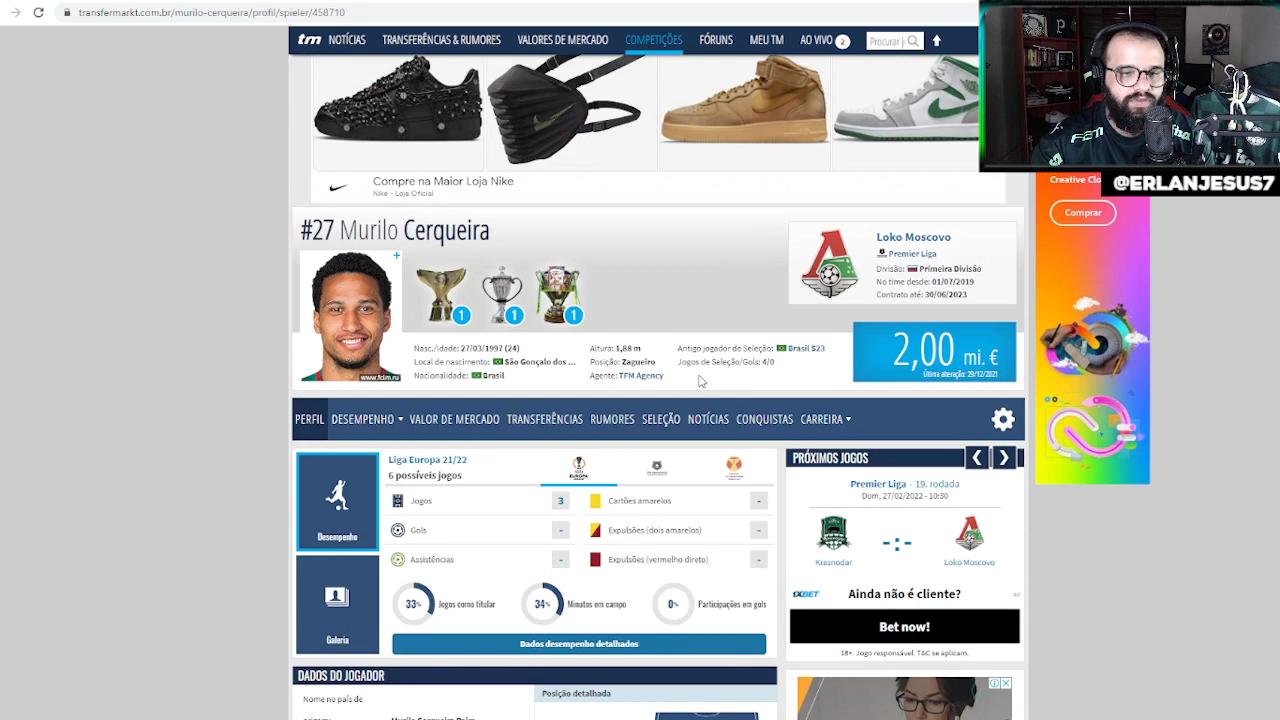 transfermarkt.com.br/murilo-cerqueira/profil/spieler/458710
tm NOTÍCIAS TRANSFERÊNCIAS & RUMORES VALORES DE MERCADO COMPETIÇÕES FÓRUNS MEU TM AO VIVO 2 Procurar j
Compre na Maior Loja Nike
Nike - Loja Oficial
Creative Clo
@ERLANJESUS7
Comprar
#27 Murilo Cerqueira
Loko Moscovo
Premier Liga
Divisão: Primeira Divisão
No time desde: 01/07/2019
Contrato até: 30/06/2023
1 1 1
2,00 mi. €
Última alteração: 29/12/2021
www.fclm.ru
Nasc./Idade: 27/03/1997 (24)
Local de nascimento: São Gonçalo dos ...
Nacionalidade: Brasil
Altura: 1,88 m
Posição: Zagueiro
Agente: TFM Agency
Antigo jogador de Seleção: Brasil S23
Jogos de Seleção/Gols: 4/0
PERFIL DESEMPENHO VALOR DE MERCADO TRANSFERÊNCIAS RUMORES SELEÇÃO NOTÍCIAS CONQUISTAS CARREIRA
Desempenho
Galeria
Liga Europa 21/22
6 possíveis jogos
Jogos 3 Cartões amarelos -
Gols - Expulsões (dois amarelos) -
Assistências - Expulsões (vermelho direto) -
33% Jogos como titular 34% Minutos em campo 0% Participações em gols
Dados desempenho detalhados
PRÓXIMOS JOGOS
Premier Liga - 19. rodada
Dom, 27/02/2022 - 10:30
-:-
Krasnodar Loko Moscovo
1XBET Ainda não é cliente?
Bet now!
18+. Jogo responsável. T&C se aplicam.
DADOS DO JOGADOR
Nome no país de
Posição detalhada